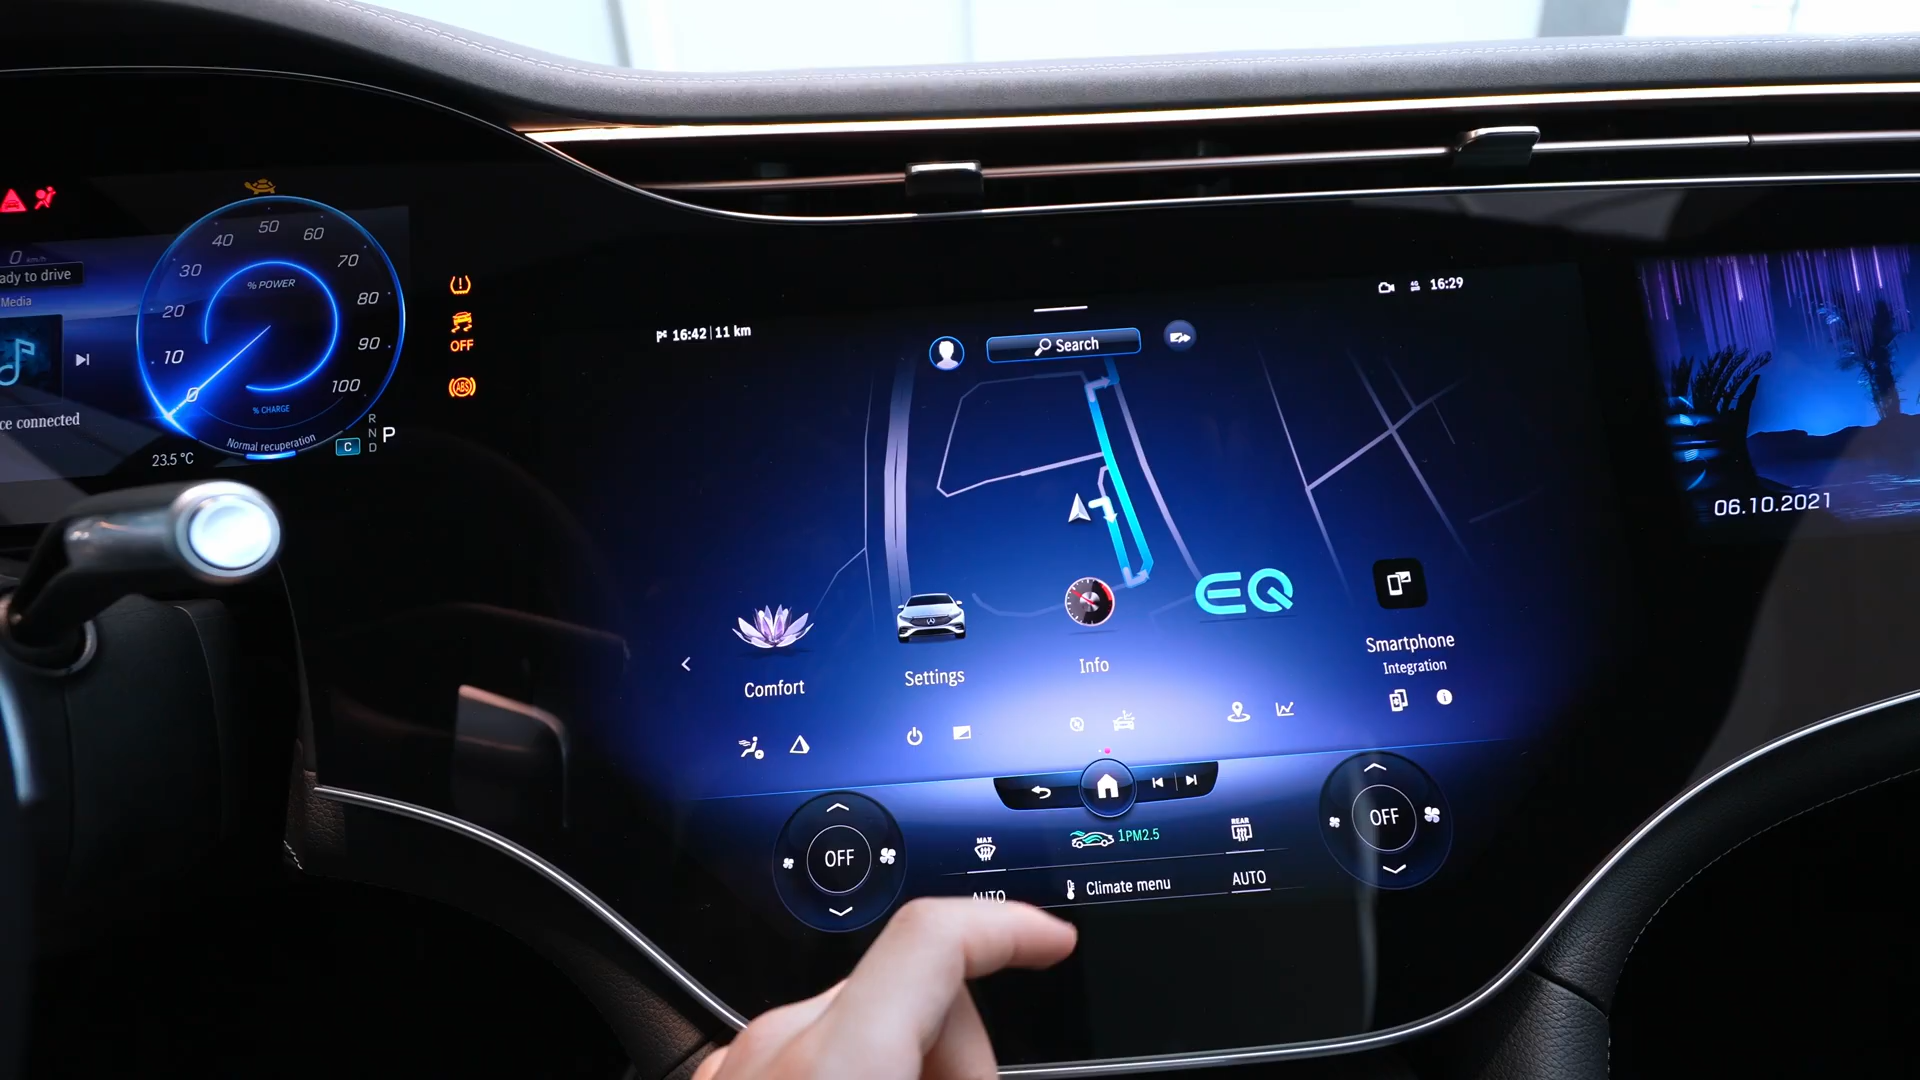 0 km/h
ady to drive
Media
ce connected
50
40
60
30
70
20
80
10
90
0
100
% POWER
% CHARGE
Normal recuperation
23.5 °C
C
R
N
D
P
OFF
ABS
16:42 | 11 km
Search
16:29
06.10.2021
EQ
Comfort
Settings
Info
Smartphone
Integration
OFF
MAX
1PM2.5
REAR
OFF
AUTO
Climate menu
AUTO